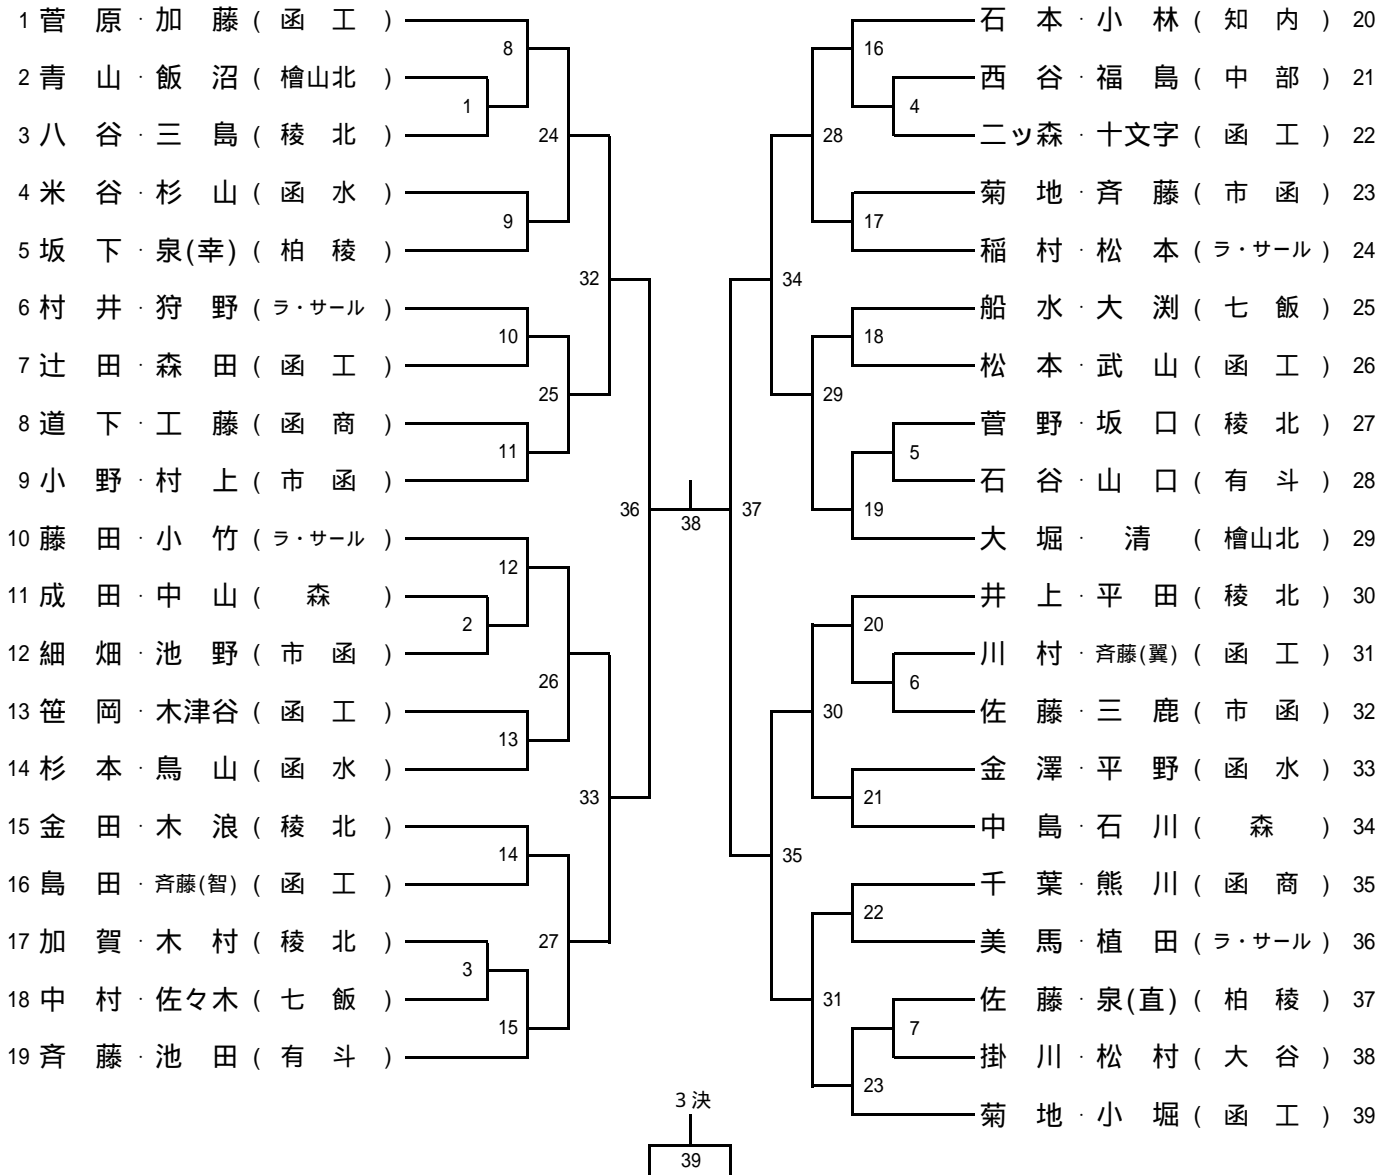 1 菅 原 · 加 藤 ( 函 工 )
2 青 山 · 飯 沼 ( 檜山北 )
3 八 谷 · 三 島 ( 稜 北 )
4 米 谷 · 杉 山 ( 函 水 )
5 坂 下 · 泉(幸) ( 柏 稜 )
6 村 井 · 狩 野 ( ラ・サール )
7 辻 田 · 森 田 ( 函 工 )
8 道 下 · 工 藤 ( 函 商 )
9 小 野 · 村 上 ( 市 函 )
10 藤 田 · 小 竹 ( ラ・サール )
11 成 田 · 中 山 ( 森 )
12 細 畑 · 池 野 ( 市 函 )
13 笹 岡 · 木津谷 ( 函 工 )
14 杉 本 · 鳥 山 ( 函 水 )
15 金 田 · 木 浪 ( 稜 北 )
16 島 田 · 斉藤(智) ( 函 工 )
17 加 賀 · 木 村 ( 稜 北 )
18 中 村 · 佐々木 ( 七 飯 )
19 斉 藤 · 池 田 ( 有 斗 )
8
1
24
9
32
10
25
11
36
12
2
26
13
33
14
27
3
15
38
3決
39
37
16
4
28
17
34
18
29
5
19
20
6
30
21
35
22
31
7
23
石 本 · 小 林 ( 知 内 ) 20
西 谷 · 福 島 ( 中 部 ) 21
二ッ森 · 十文字 ( 函 工 ) 22
菊 地 · 斉 藤 ( 市 函 ) 23
稲 村 · 松 本 ( ラ・サール ) 24
船 水 · 大 渕 ( 七 飯 ) 25
松 本 · 武 山 ( 函 工 ) 26
菅 野 · 坂 口 ( 稜 北 ) 27
石 谷 · 山 口 ( 有 斗 ) 28
大 堀 · 清 ( 檜山北 ) 29
井 上 · 平 田 ( 稜 北 ) 30
川 村 · 斉藤(翼) ( 函 工 ) 31
佐 藤 · 三 鹿 ( 市 函 ) 32
金 澤 · 平 野 ( 函 水 ) 33
中 島 · 石 川 ( 森 ) 34
千 葉 · 熊 川 ( 函 商 ) 35
美 馬 · 植 田 ( ラ・サール ) 36
佐 藤 · 泉(直) ( 柏 稜 ) 37
掛 川 · 松 村 ( 大 谷 ) 38
菊 地 · 小 堀 ( 函 工 ) 39